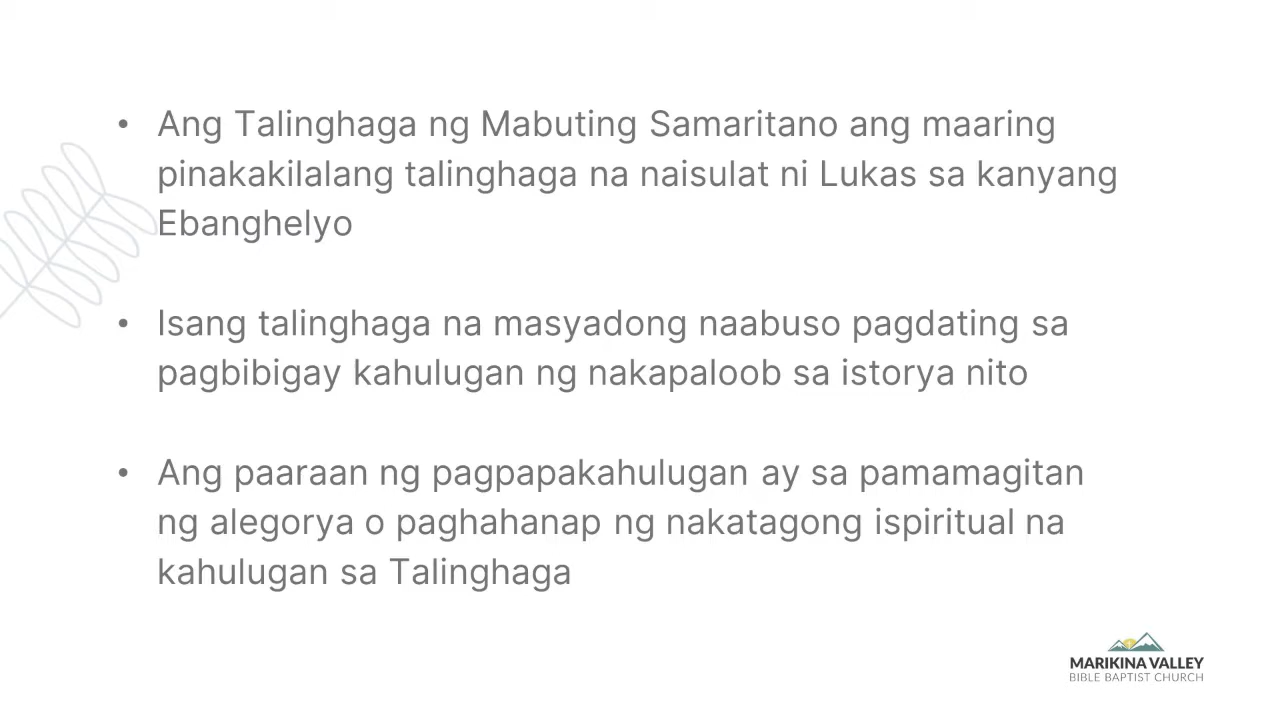 • Ang Talinghaga ng Mabuting Samaritano ang maaring
pinakakilalang talinghaga na naisulat ni Lukas sa kanyang
Ebanghelyo
• Isang talinghaga na masyadong naabuso pagdating sa
pagbibigay kahulugan ng nakapaloob sa istorya nito
• Ang paaraan ng pagpapakahulugan ay sa pamamagitan
ng alegorya o paghahanap ng nakatagong ispiritual na
kahulugan sa Talinghaga
MARIKINA VALLEY
BIBLE BAPTIST CHURCH